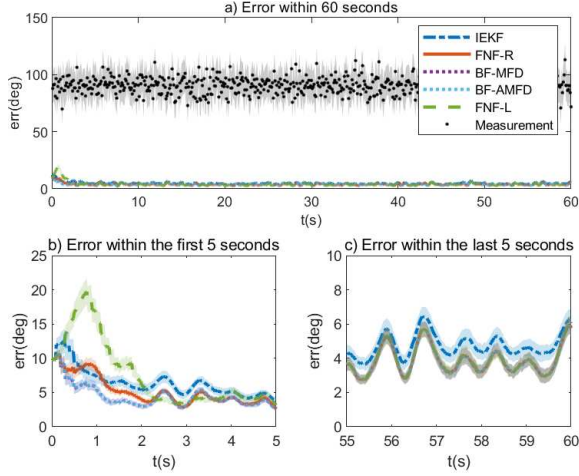 a) Error within 60 seconds
err(deg)
150
100
50
0
0 10 20 30 40 50 60
t(s)
IEKF
FNF-R
BF-MFD
BF-AMFD
FNF-L
Measurement
b) Error within the first 5 seconds
err(deg)
25
20
15
10
5
0
0 1 2 3 4 5
t(s)
c) Error within the last 5 seconds
err(deg)
10
8
6
4
2
0
55 56 57 58 59 60
t(s)